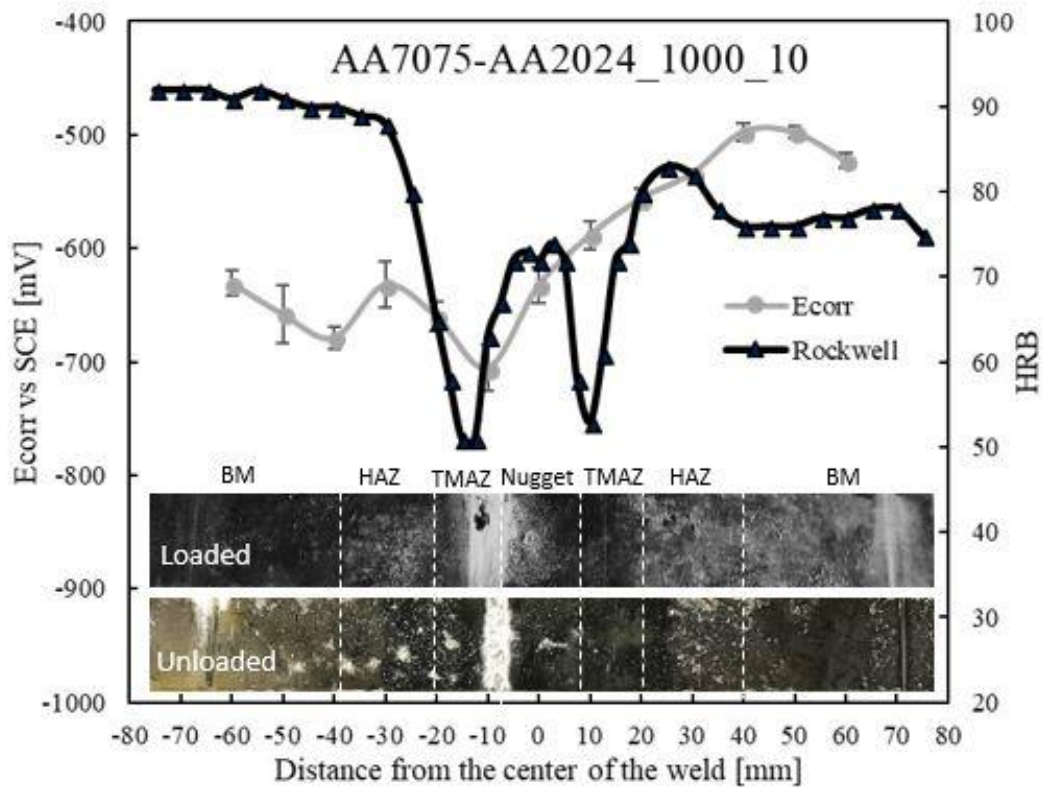 AA7075-AA2024_1000_10
Ecorr vs SCE [mV]
-400
-500
-600
-700
-800
-900
-1000
100
90
80
70
60
50
40
30
20
HRB
Ecorr
Rockwell
BM HAZ TMAZ Nugget TMAZ HAZ BM
Loaded
Unloaded
-80 -70 -60 -50 -40 -30 -20 -10 0 10 20 30 40 50 60 70 80
Distance from the center of the weld [mm]